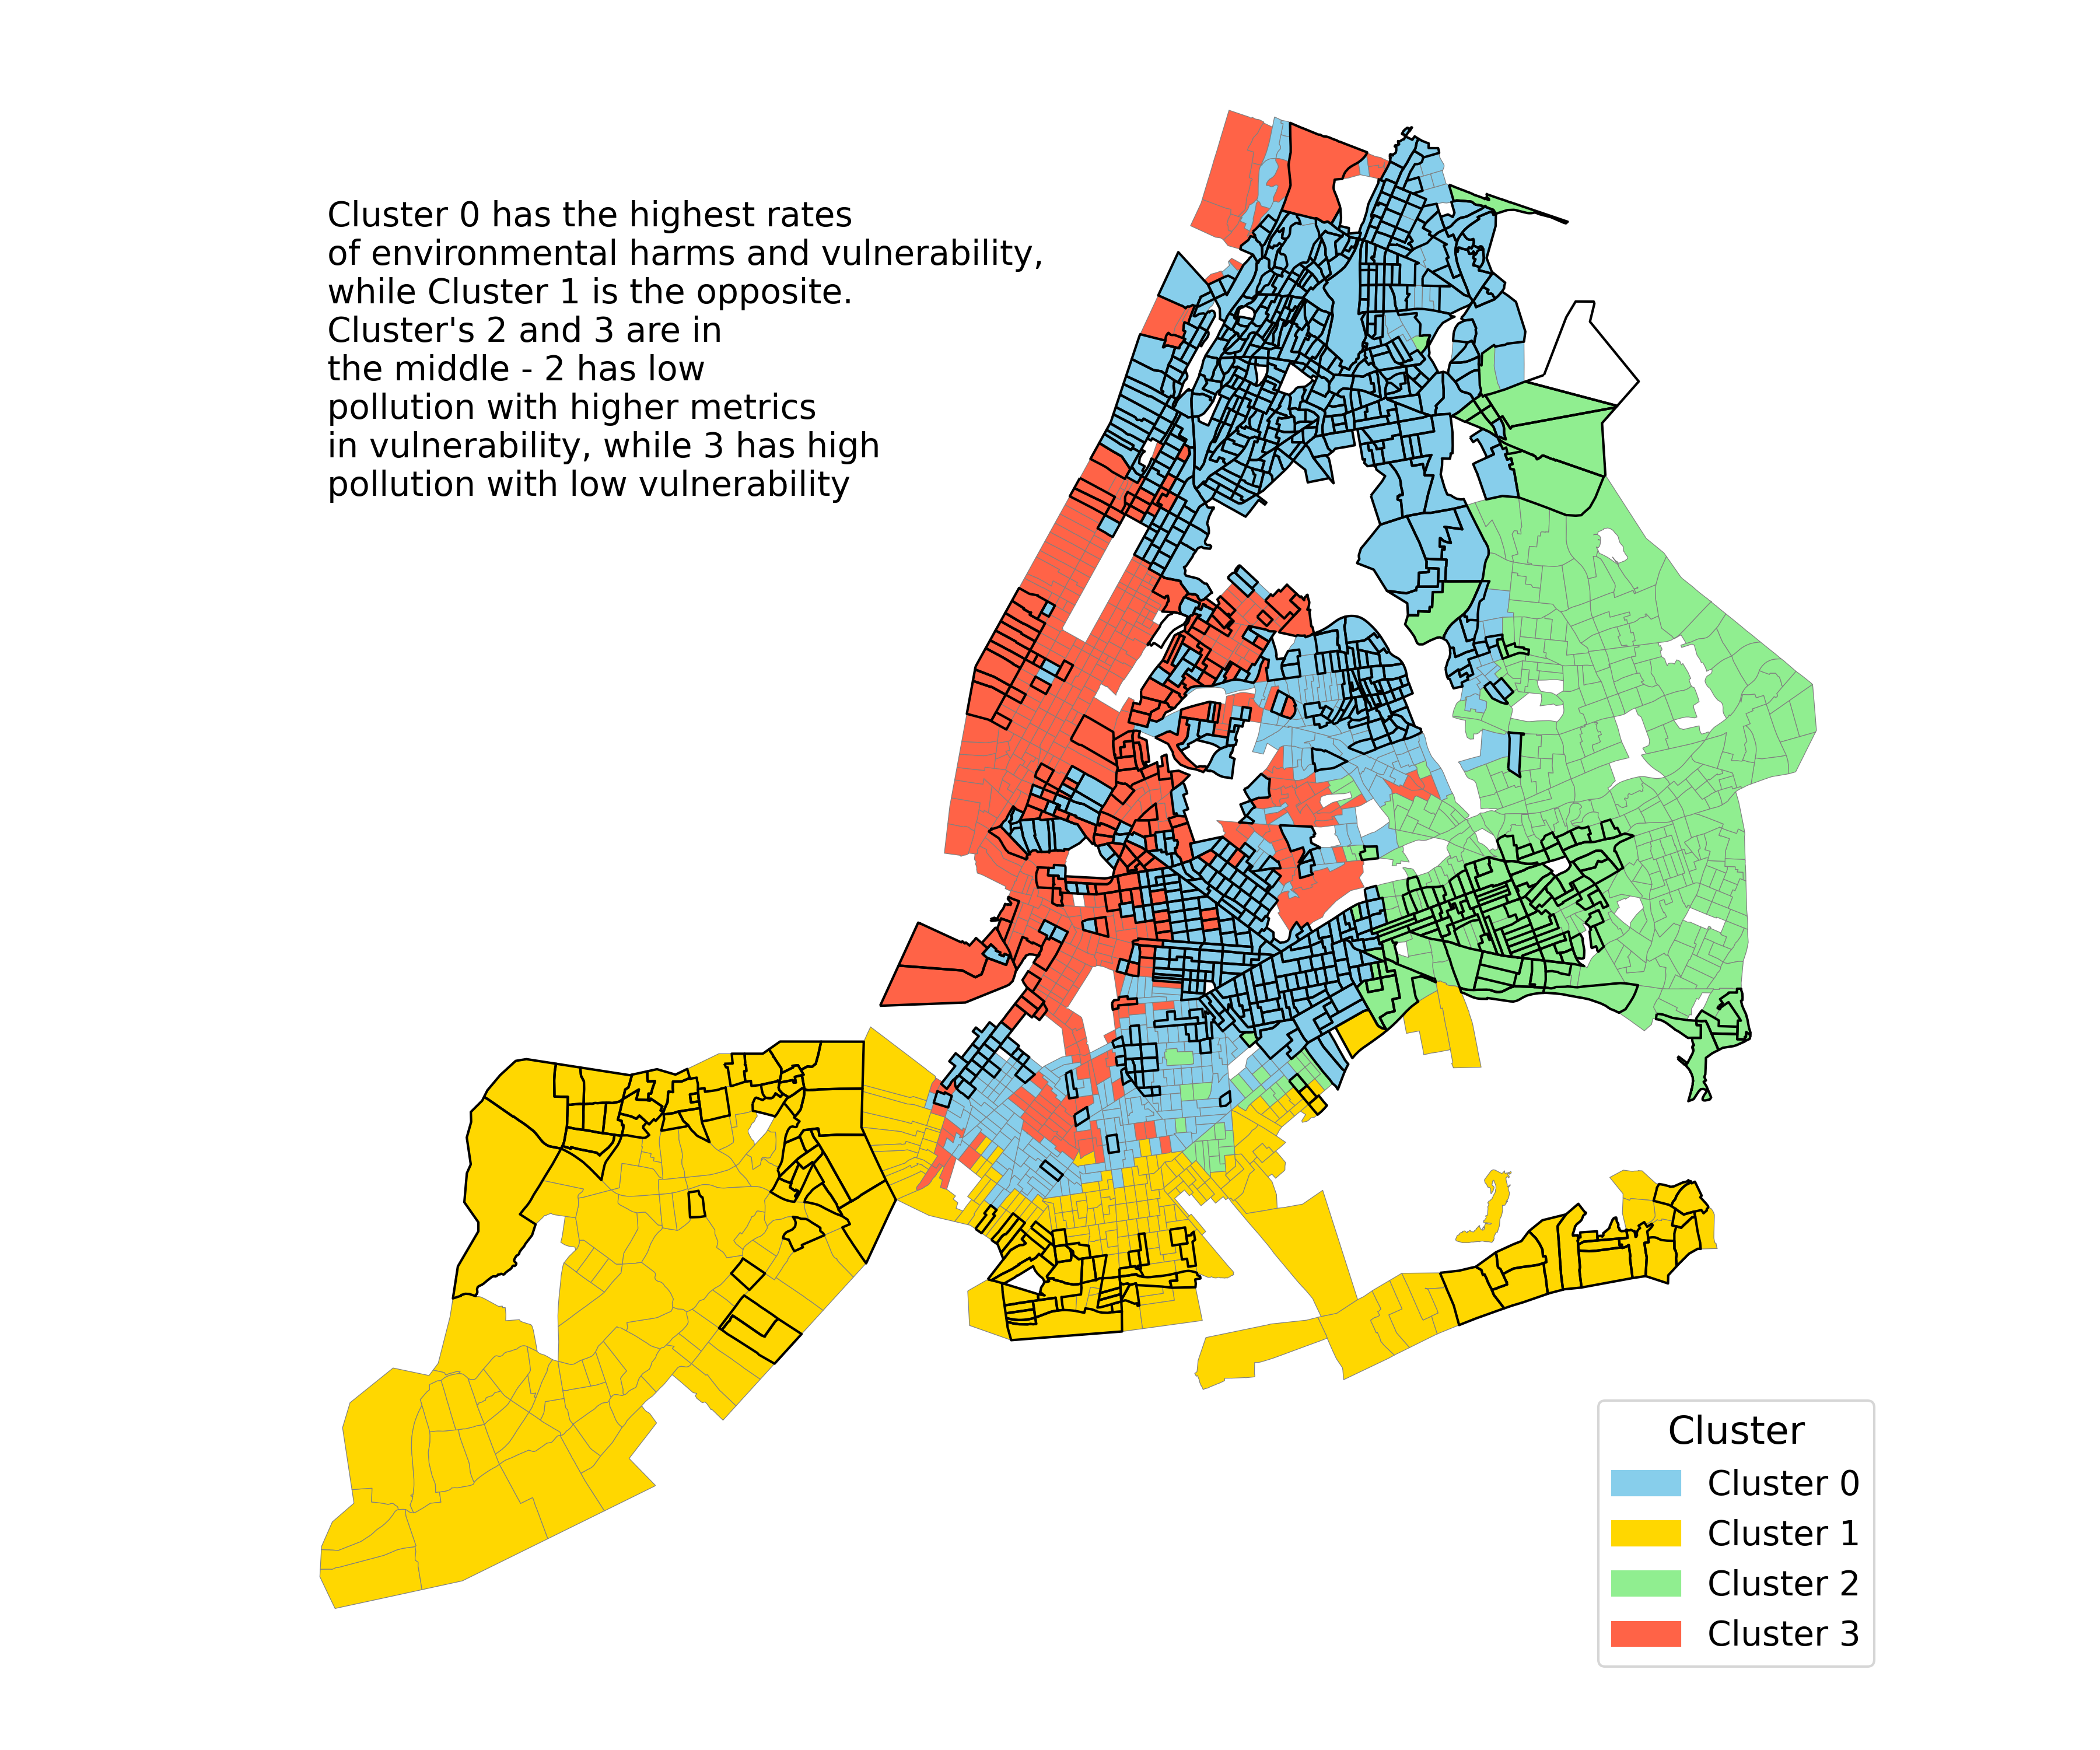 Cluster 0 has the highest rates
of environmental harms and vulnerability,
while Cluster 1 is the opposite.
Cluster's 2 and 3 are in
the middle - 2 has low
pollution with higher metrics
in vulnerability, while 3 has high
pollution with low vulnerability
Cluster
Cluster 0
Cluster 1
Cluster 2
Cluster 3